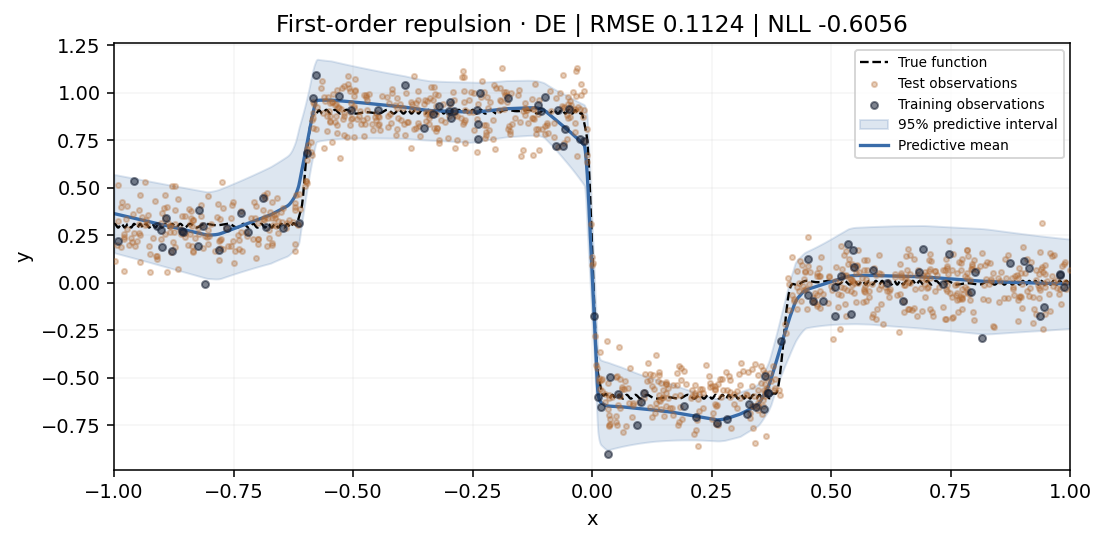 First-order repulsion · DE | RMSE 0.1124 | NLL -0.6056
1.25
1.00
0.75
0.50
0.25
0.00
−0.25
−0.50
−0.75
y
True function
Test observations
Training observations
95% predictive interval
Predictive mean
−1.00 −0.75 −0.50 −0.25 0.00 0.25 0.50 0.75 1.00
x